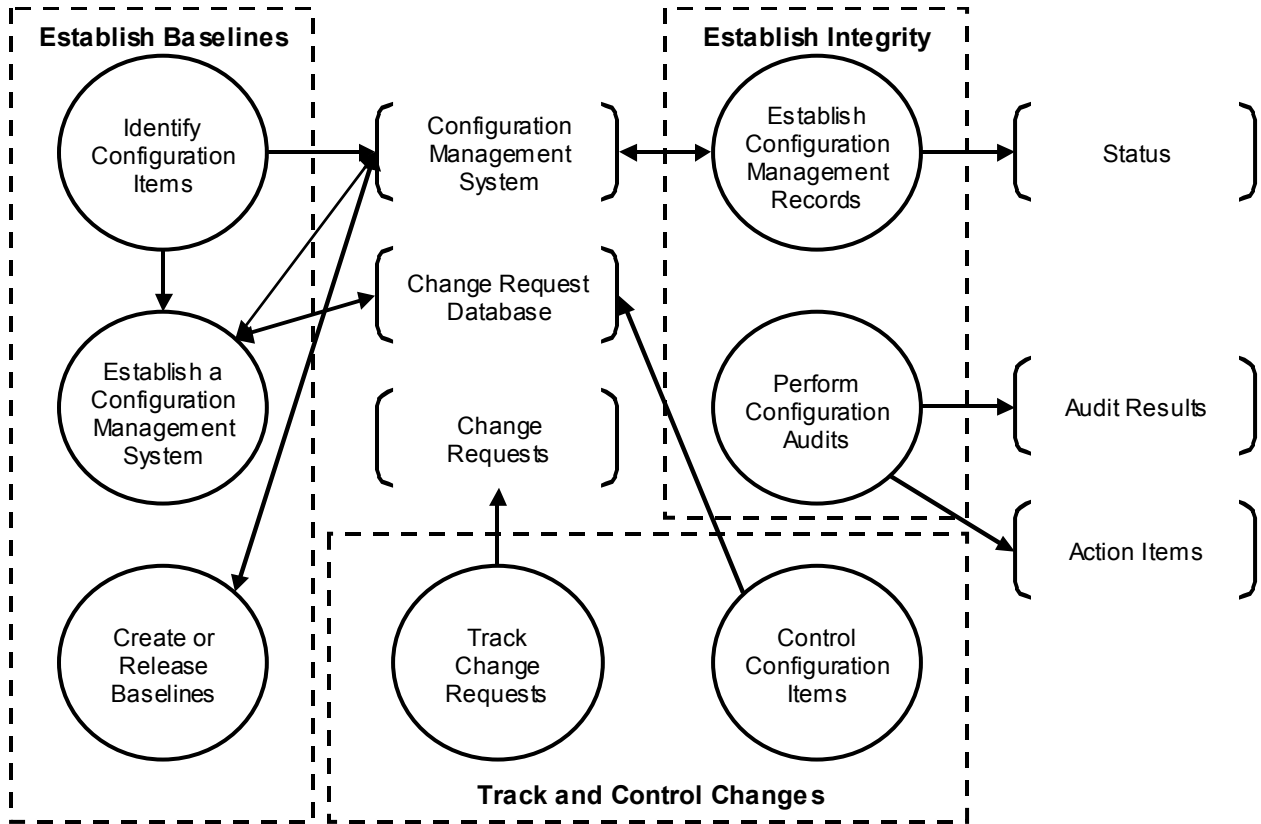 Establish Baselines
Identify
Configuration
Items
Establish a
Configuration
Management
System
Create or
Release
Baselines
Configuration
Management
System
Change Request
Database
Change
Requests
Establish Integrity
Establish
Configuration
Management
Records
Perform
Configuration
Audits
Status
Audit Results
Action Items
Track
Change
Requests
Control
Configuration
Items
Track and Control Changes